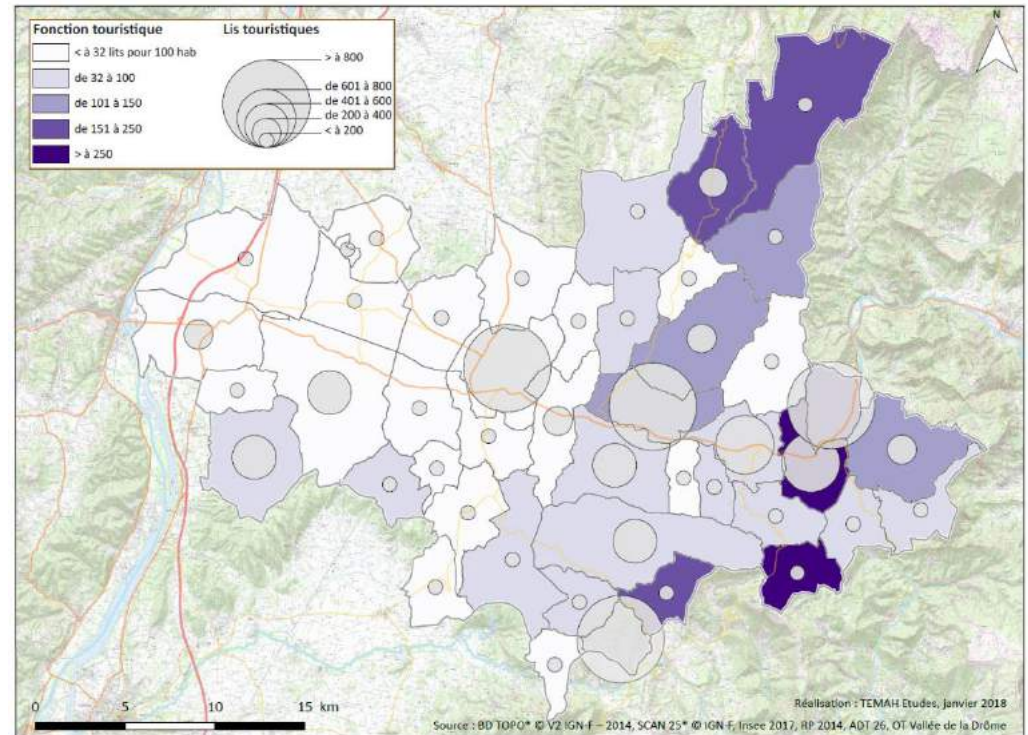 Fonction touristique
< à 32 lits pour 100 hab
de 32 à 100
de 101 à 150
de 151 à 250
> à 250
Lis touristiques
> à 800
de 601 à 800
de 401 à 600
de 200 à 400
< à 200
N
0 5 10 15 km
Réalisation : TEMAH Etudes, janvier 2018
Source : BD TOPO® © V2 IGN-F – 2014, SCAN 25® © IGN-F, Insee 2017, RP 2014, ADT 26, OT Vallée de la Drôme